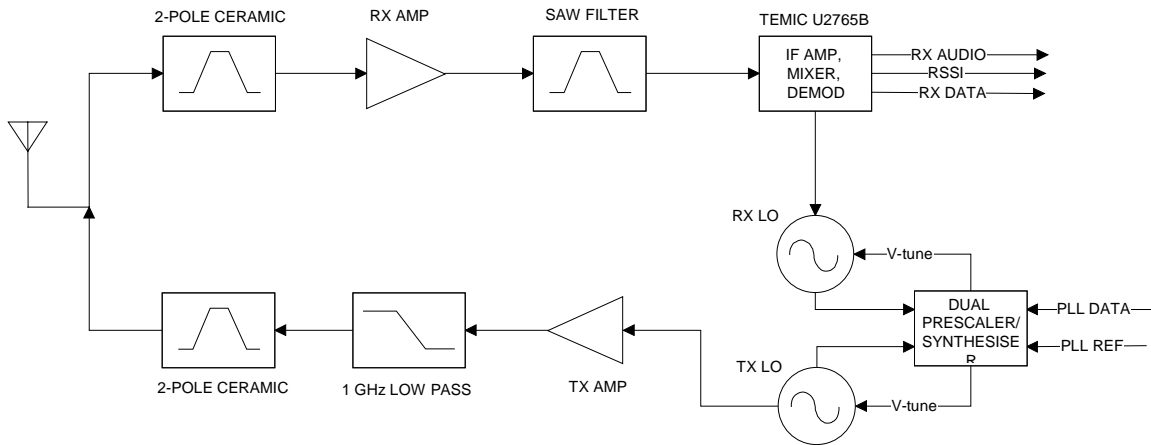 2-POLE CERAMIC
RX AMP
SAW FILTER
TEMIC U2765B
IF AMP,
MIXER,
DEMOD
RX AUDIO
RSSI
RX DATA
RX LO
V-tune
DUAL
PRESCALER/
SYNTHESISE
R
PLL DATA
PLL REF
TX LO
V-tune
2-POLE CERAMIC
1 GHz LOW PASS
TX AMP